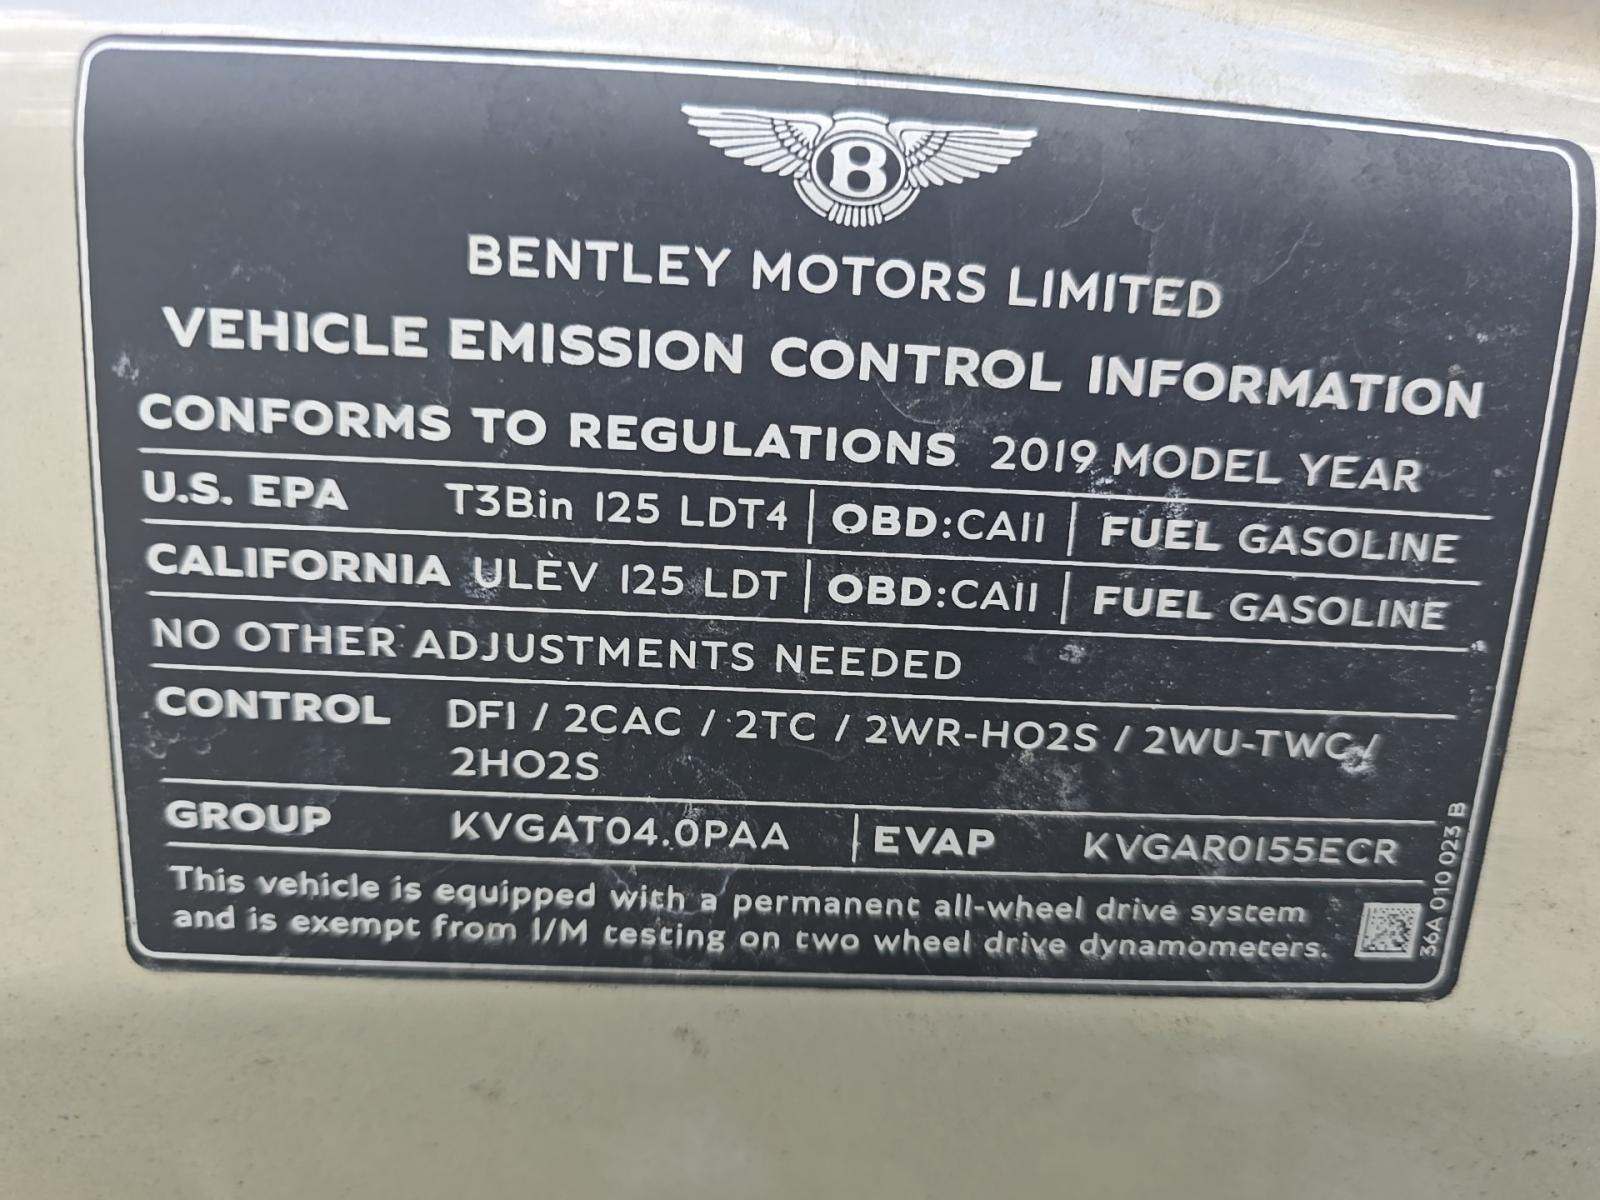 B
BENTLEY MOTORS LIMITED
VEHICLE EMISSION CONTROL INFORMATION
CONFORMS TO REGULATIONS 2019 MODEL YEAR
U.S. EPA T3Bin 125 LDT4 | OBD:CAII | FUEL GASOLINE
CALIFORNIA ULEV 125 LDT | OBD:CAII | FUEL GASOLINE
NO OTHER ADJUSTMENTS NEEDED
CONTROL DFI / 2CAC / 2TC / 2WR-HO2S / 2WU-TWC /
2HO2S
GROUP KVGAT04.0PAA | EVAP KVGAR0155ECR
This vehicle is equipped with a permanent all-wheel drive system
and is exempt from I/M testing on two wheel drive dynamometers.
36A 010 023 B